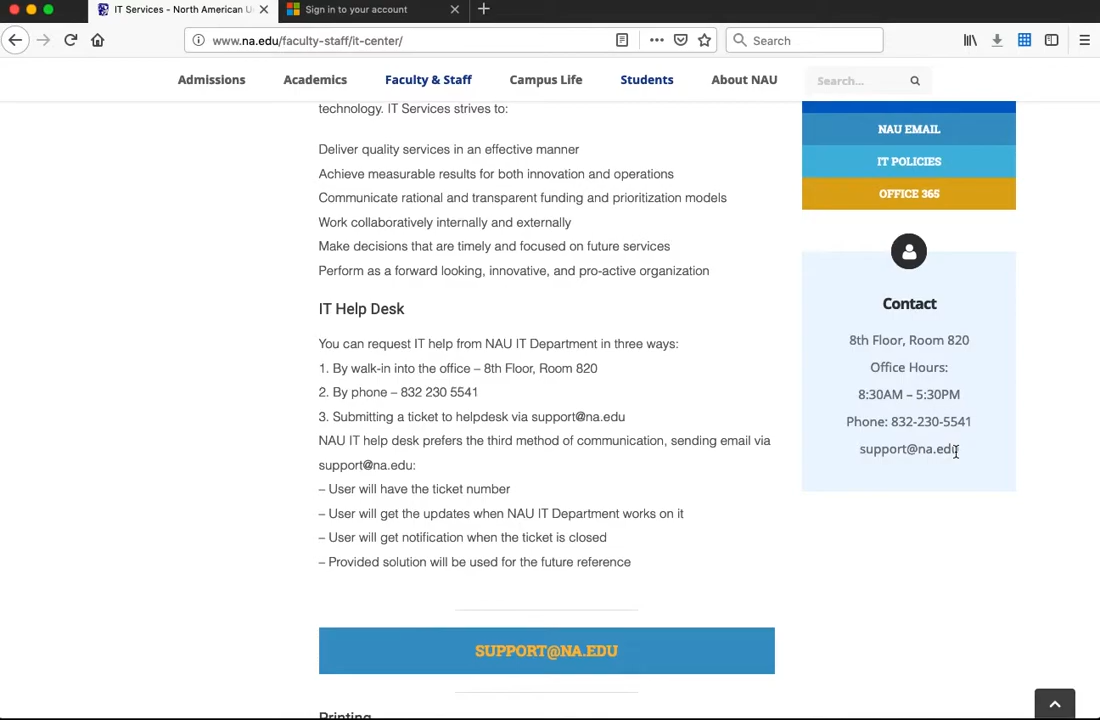 IT Services - North American U
Sign in to your account
www.na.edu/faculty-staff/it-center/
Search
Admissions
Academics
Faculty & Staff
Campus Life
Students
About NAU
Search...
technology. IT Services strives to:
Deliver quality services in an effective manner
Achieve measurable results for both innovation and operations
Communicate rational and transparent funding and prioritization models
Work collaboratively internally and externally
Make decisions that are timely and focused on future services
Perform as a forward looking, innovative, and pro-active organization
IT Help Desk
You can request IT help from NAU IT Department in three ways:
1. By walk-in into the office – 8th Floor, Room 820
2. By phone – 832 230 5541
3. Submitting a ticket to helpdesk via support@na.edu
NAU IT help desk prefers the third method of communication, sending email via
support@na.edu:
– User will have the ticket number
– User will get the updates when NAU IT Department works on it
– User will get notification when the ticket is closed
– Provided solution will be used for the future reference
SUPPORT@NA.EDU
Printing
NAU EMAIL
IT POLICIES
OFFICE 365
Contact
8th Floor, Room 820
Office Hours:
8:30AM – 5:30PM
Phone: 832-230-5541
support@na.edu